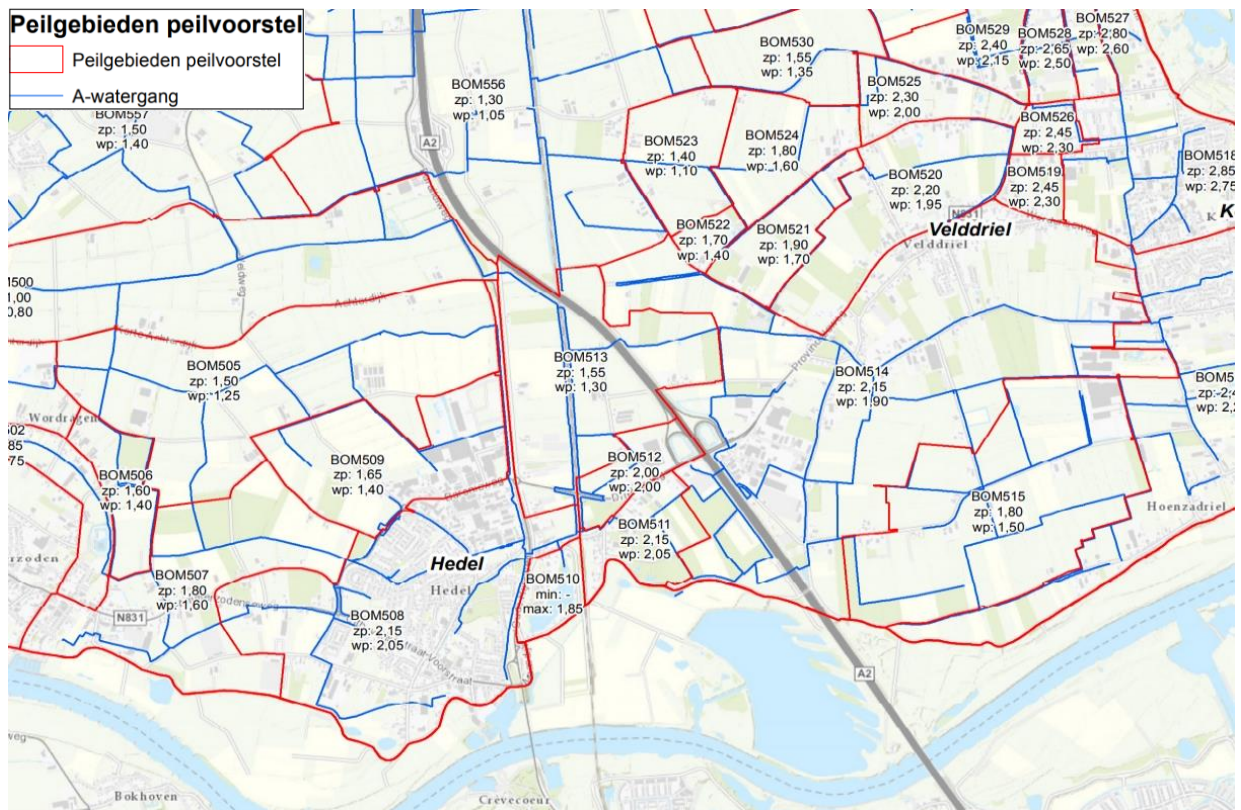 Peilgebieden peilvoorstel
Peilgebieden peilvoorstel
A-watergang
BOM557
zp: 1,50
wp: 1,40
BOM556
zp: 1,30
wp: 1,05
A2
BOM530
zp: 1,55
wp: 1,35
BOM529
zp: 2,40
wp: 2,15
BOM528
zp: 2,65
wp: 2,50
BOM527
zp: 2,80
wp: 2,60
BOM525
zp: 2,30
wp: 2,00
BOM526
zp: 2,45
wp: 2,30
BOM523
zp: 1,40
wp: 1,10
BOM524
zp: 1,80
wp: 1,60
BOM520
zp: 2,20
wp: 1,95
BOM519
zp: 2,45
wp: 2,30
BOM518
zp: 2,85
wp: 2,75
K
BOM522
zp: 1,70
wp: 1,40
BOM521
zp: 1,90
wp: 1,70
N831
Velddriel
Velddriel
1500
1,00
0,80
Achterdijk
Korte Achterdijk
BOM505
zp: 1,50
wp: 1,25
BOM513
zp: 1,55
wp: 1,30
BOM514
zp: 2,15
wp: 1,90
Wordragen
BOM509
zp: 1,65
wp: 1,40
BOM512
zp: 2,00
wp: 2,00
BOM506
zp: 1,60
wp: 1,40
BOM515
zp: 1,80
wp: 1,50
Hoenzadriel
BOM511
zp: 2,15
wp: 2,05
Hedel
Hedel
BOM510
min: -
max: 1,85
BOM507
zp: 1,80
wp: 1,60
N831
BOM508
zp: 2,15
wp: 2,05
A2
Bokhoven
Crèvecoeur